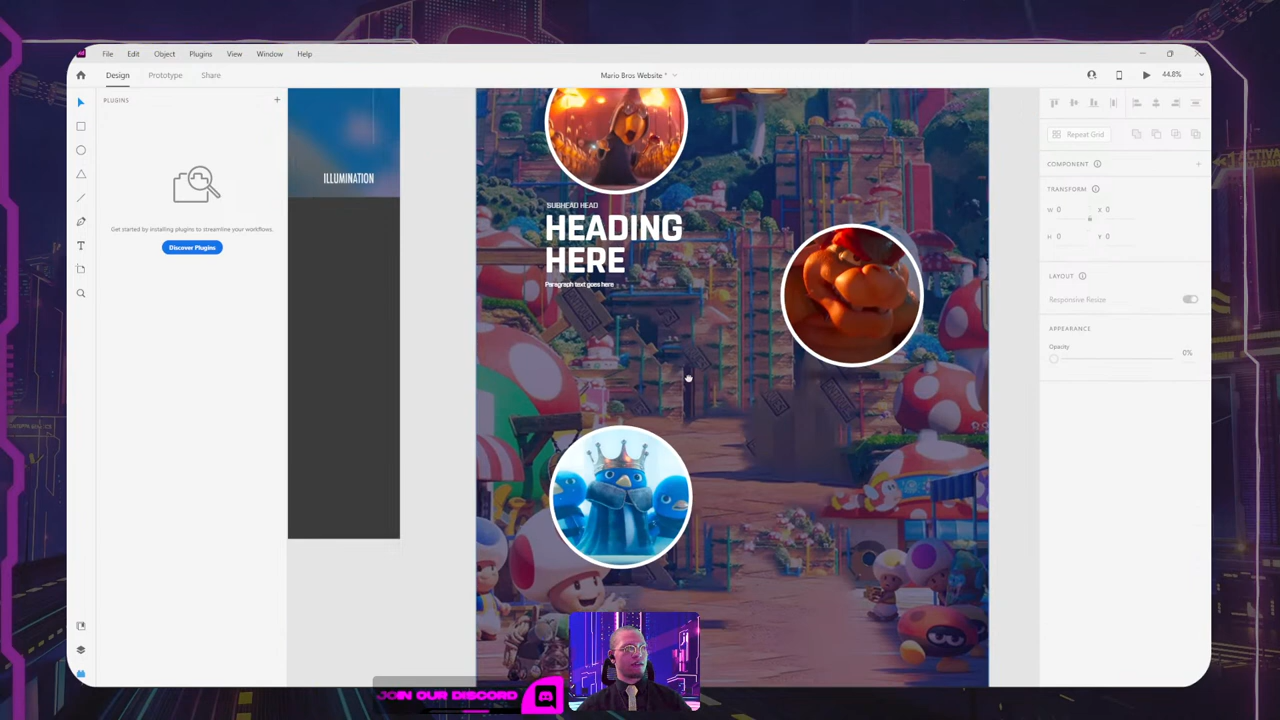 File Edit Object Plugins View Window Help
Design Prototype Share
Mario Bros Website *
44.8%
PLUGINS
Get started by installing plugins to streamline your workflows.
Discover Plugins
ILLUMINATION
SUBHEAD HEAD
HEADING
HERE
Paragraph text goes here
Repeat Grid
COMPONENT
TRANSFORM
W 0 X 0
H 0 Y 0
LAYOUT
Responsive Resize
APPEARANCE
Opacity
0%
JOIN OUR DISCORD